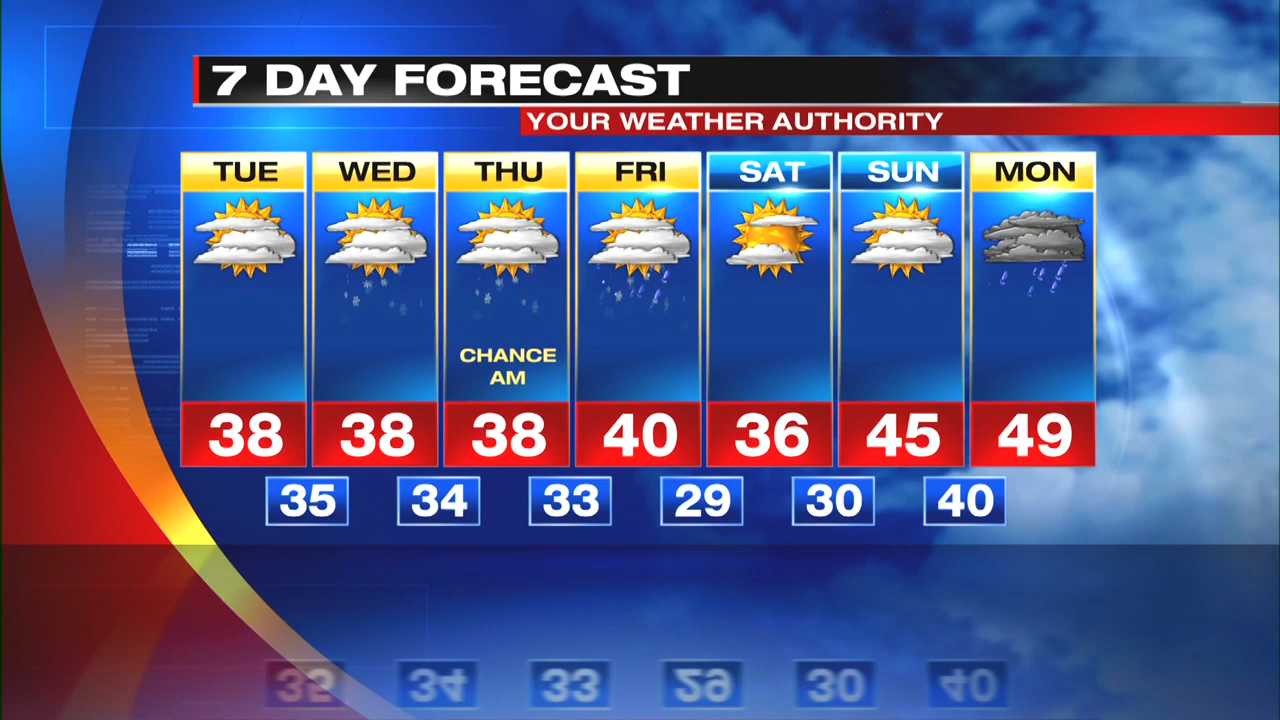 7 DAY FORECAST
YOUR WEATHER AUTHORITY
TUE WED THU FRI SAT SUN MON
CHANCE
AM
38 38 38 40 36 45 49
35 34 33 29 30 40